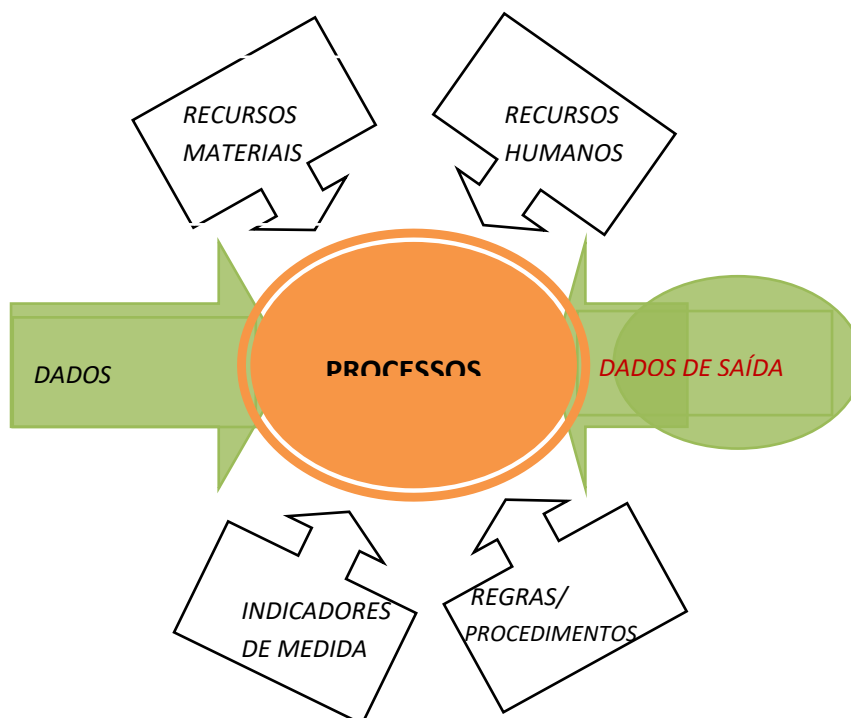 RECURSOS
MATERIAIS
RECURSOS
HUMANOS
DADOS
PROCESSOS
DADOS DE SAÍDA
INDICADORES
DE MEDIDA
REGRAS/
PROCEDIMENTOS